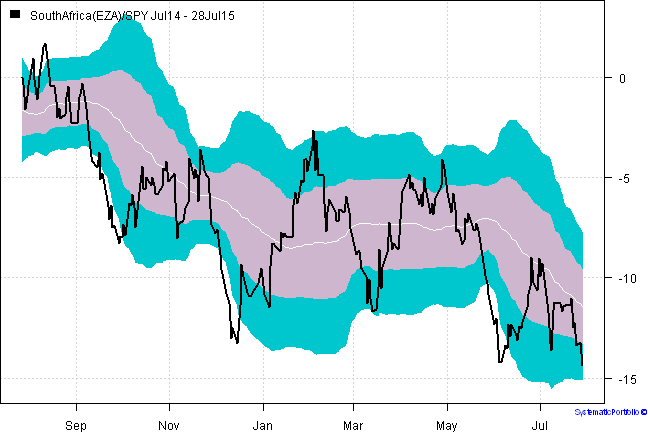 SouthAfrica(EZA)/SPY Jul14 - 28Jul15
0
-5
-10
-15
Sep Nov Jan Mar May Jul
SystematicPortfolio ©